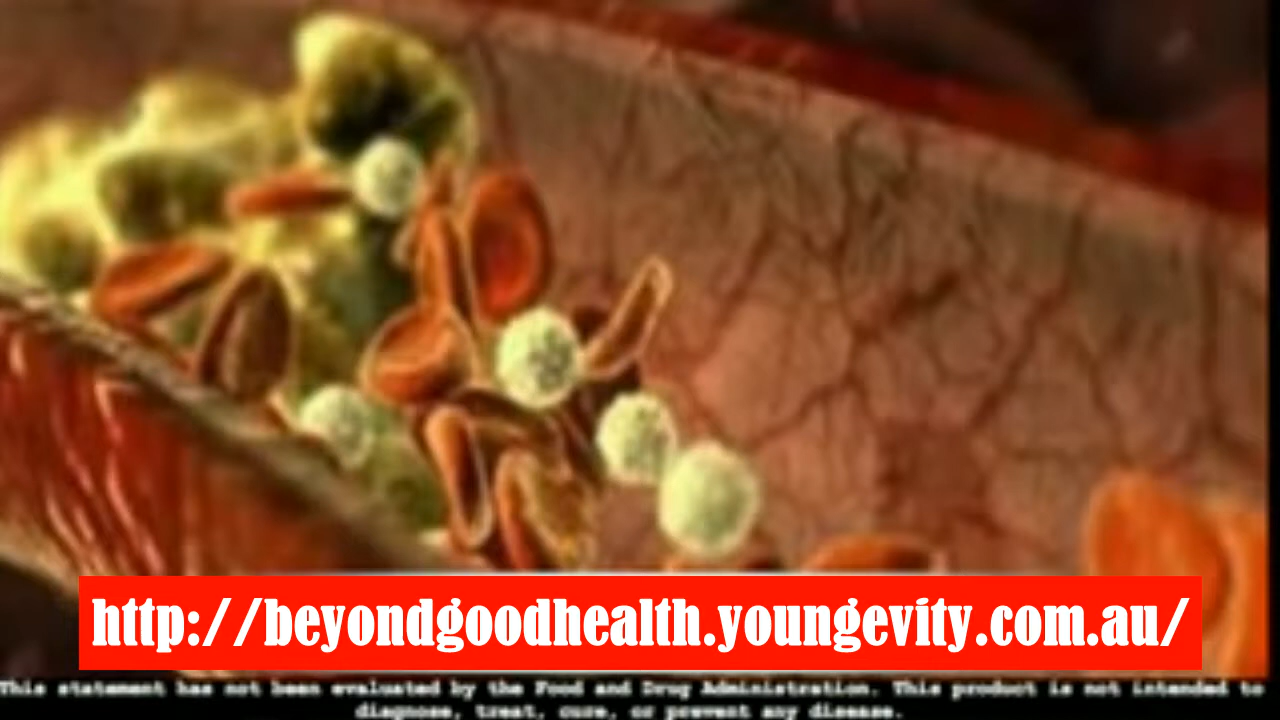 http://beyondgoodhealth.youngevity.com.au/
This statement has not been evaluated by the Food and Drug Administration. This product is not intended to
diagnose, treat, cure, or prevent any disease.